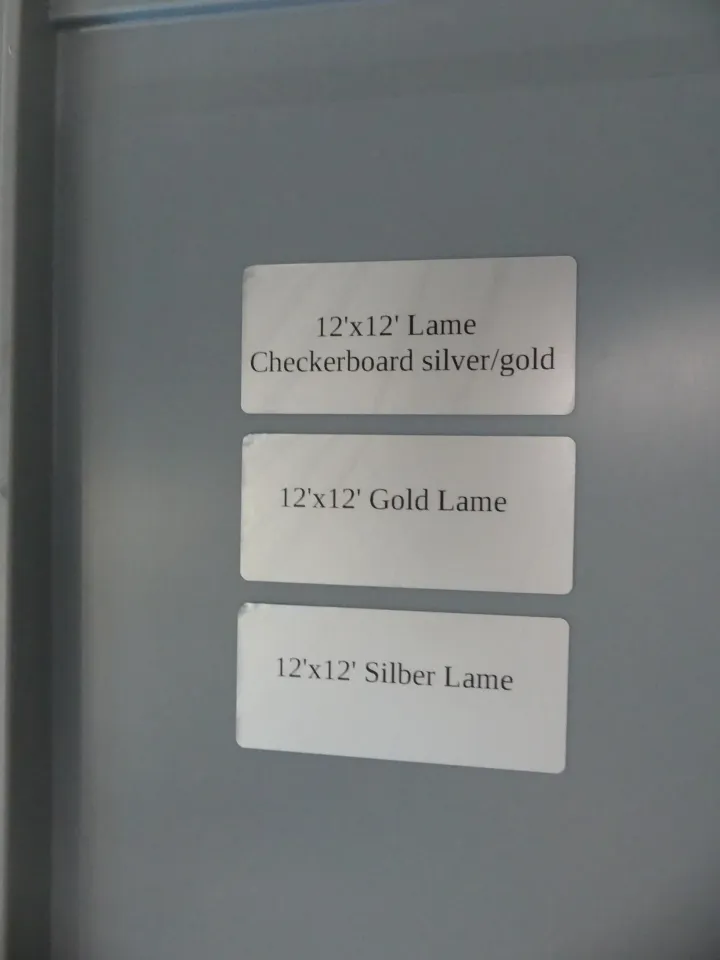 12'x12' Lame
Checkerboard silver/gold
12'x12' Gold Lame
12'x12' Silber Lame